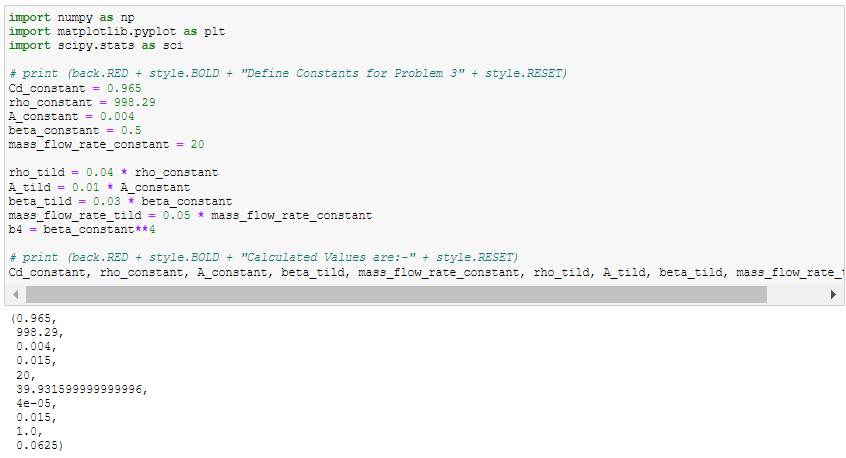 import numpy as np
import matplotlib.pyplot as plt
import scipy.stats as sci
# print (back.RED + style.BOLD + "Define Constants for Problem 3" + style.RESET)
Cd_constant = 0.965
rho_constant = 998.29
A_constant = 0.004
beta_constant = 0.5
mass_flow_rate_constant = 20
rho_tild = 0.04 * rho_constant
A_tild = 0.01 * A_constant
beta_tild = 0.03 * beta_constant
mass_flow_rate_tild = 0.05 * mass_flow_rate_constant
b4 = beta_constant**4
# print (back.RED + style.BOLD + "Calculated Values are:-" + style.RESET)
Cd_constant, rho_constant, A_constant, beta_tild, mass_flow_rate_constant, rho_tild, A_tild, beta_tild, mass_flow_rate_
(0.965,
998.29,
0.004,
0.015,
20,
39.931599999999996,
4e-05,
0.015,
1.0,
0.0625)